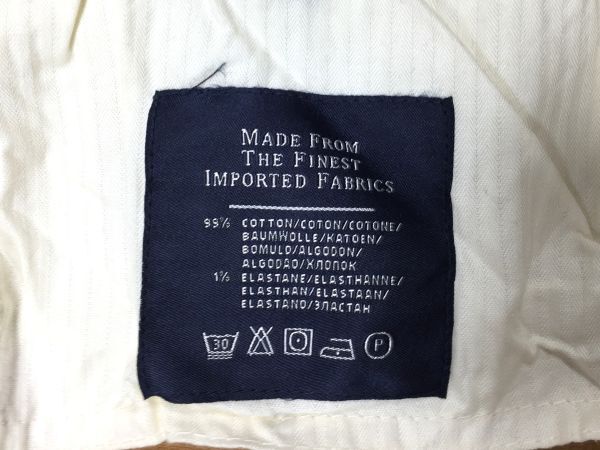 MADE FROM
THE FINEST
IMPORTED FABRICS
99% COTTON/COTON/COTONE/
BAUMWOLLE/KATOEN/
BOMULD/ALGODON/
ALGODAO/ХЛОПОК
1% ELASTANE/ELASTHANNE/
ELASTHAN/ELASTAAN/
ELASTANO/ЭЛАСТАН
30 P